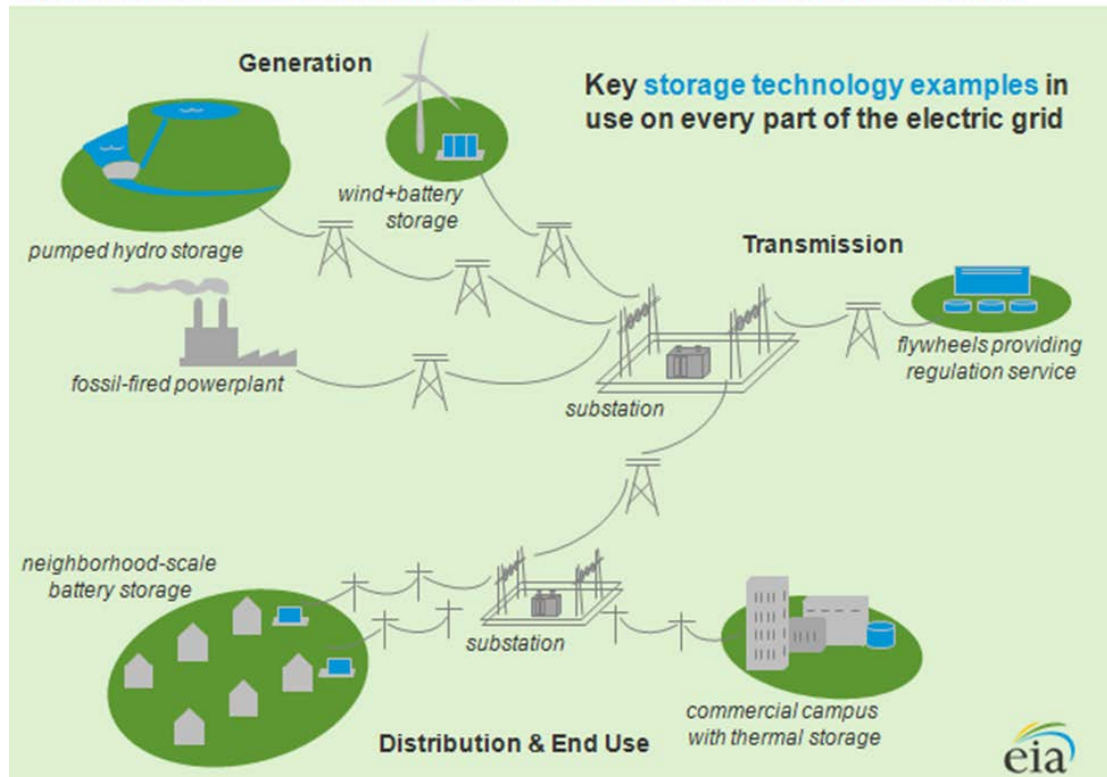 Generation
Key storage technology examples in
use on every part of the electric grid
wind+battery
storage
pumped hydro storage
Transmission
fossil-fired powerplant
flywheels providing
regulation service
substation
neighborhood-scale
battery storage
substation
commercial campus
with thermal storage
Distribution & End Use
eia